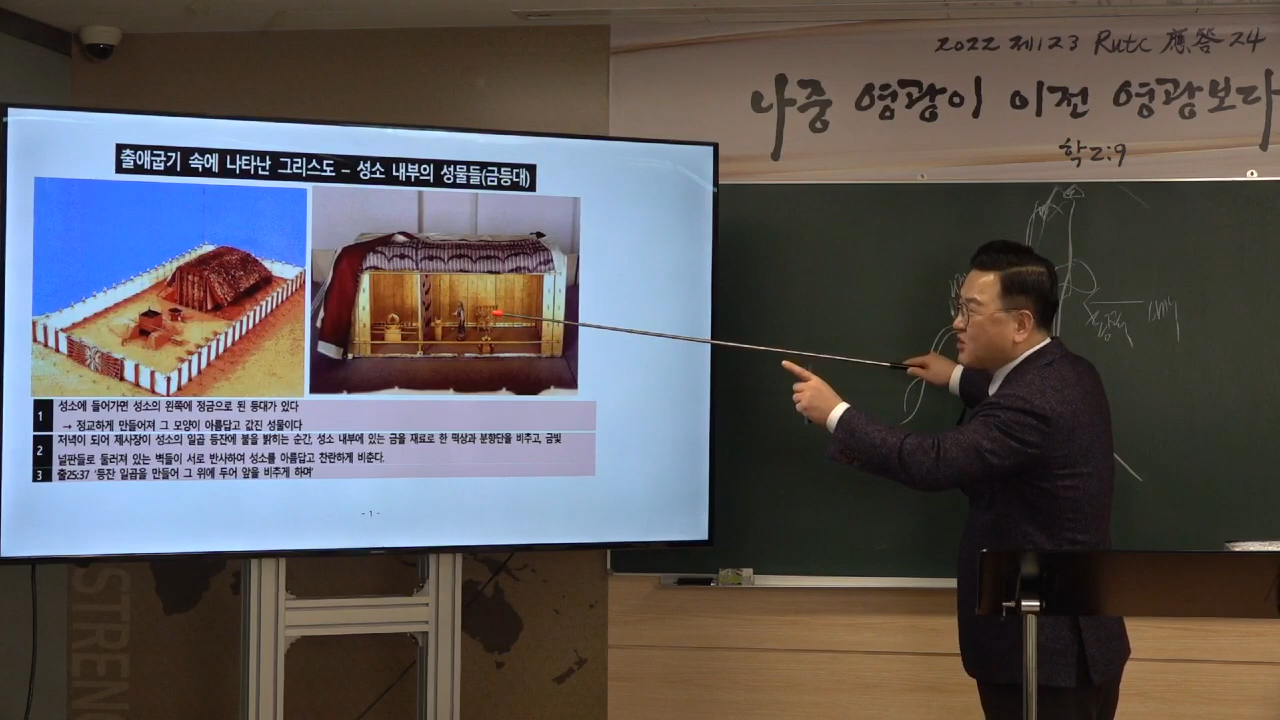 2022 제123 Rutc 應答 24
나중 영광이 이전 영광보다
학2:9
출애굽기 속에 나타난 그리스도 - 성소 내부의 성물들(금등대)
1 성소에 들어가면 성소의 왼쪽에 정금으로 된 등대가 있다
→ 정교하게 만들어져 그 모양이 아름답고 값진 성물이다
2 저녁이 되어 제사장이 성소의 일곱 등잔에 불을 밝히는 순간, 성소 내부에 있는 금을 재료로 한 떡상과 분향단을 비추고, 금빛
널판들로 둘러져 있는 벽들이 서로 반사하여 성소를 아름답고 찬란하게 비춘다.
3 출25:37 '등잔 일곱을 만들어 그 위에 두어 앞을 비추게 하며'
- 1 -
STRENG